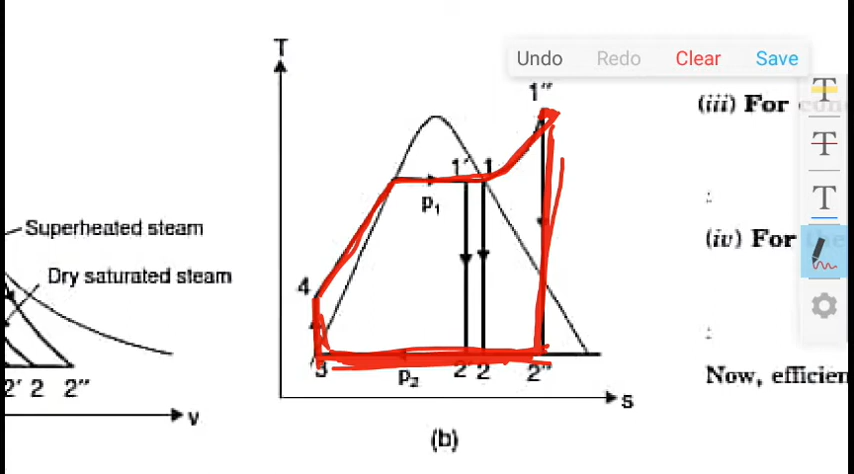 Undo Redo Clear Save
T
1″
(iii) For
1′ 1
P₁
Superheated steam
Dry saturated steam
(iv) For
4
3
P₂
2′ 2 2″
2′ 2 2″
s
v
(b)
Now, efficien
T
T
T